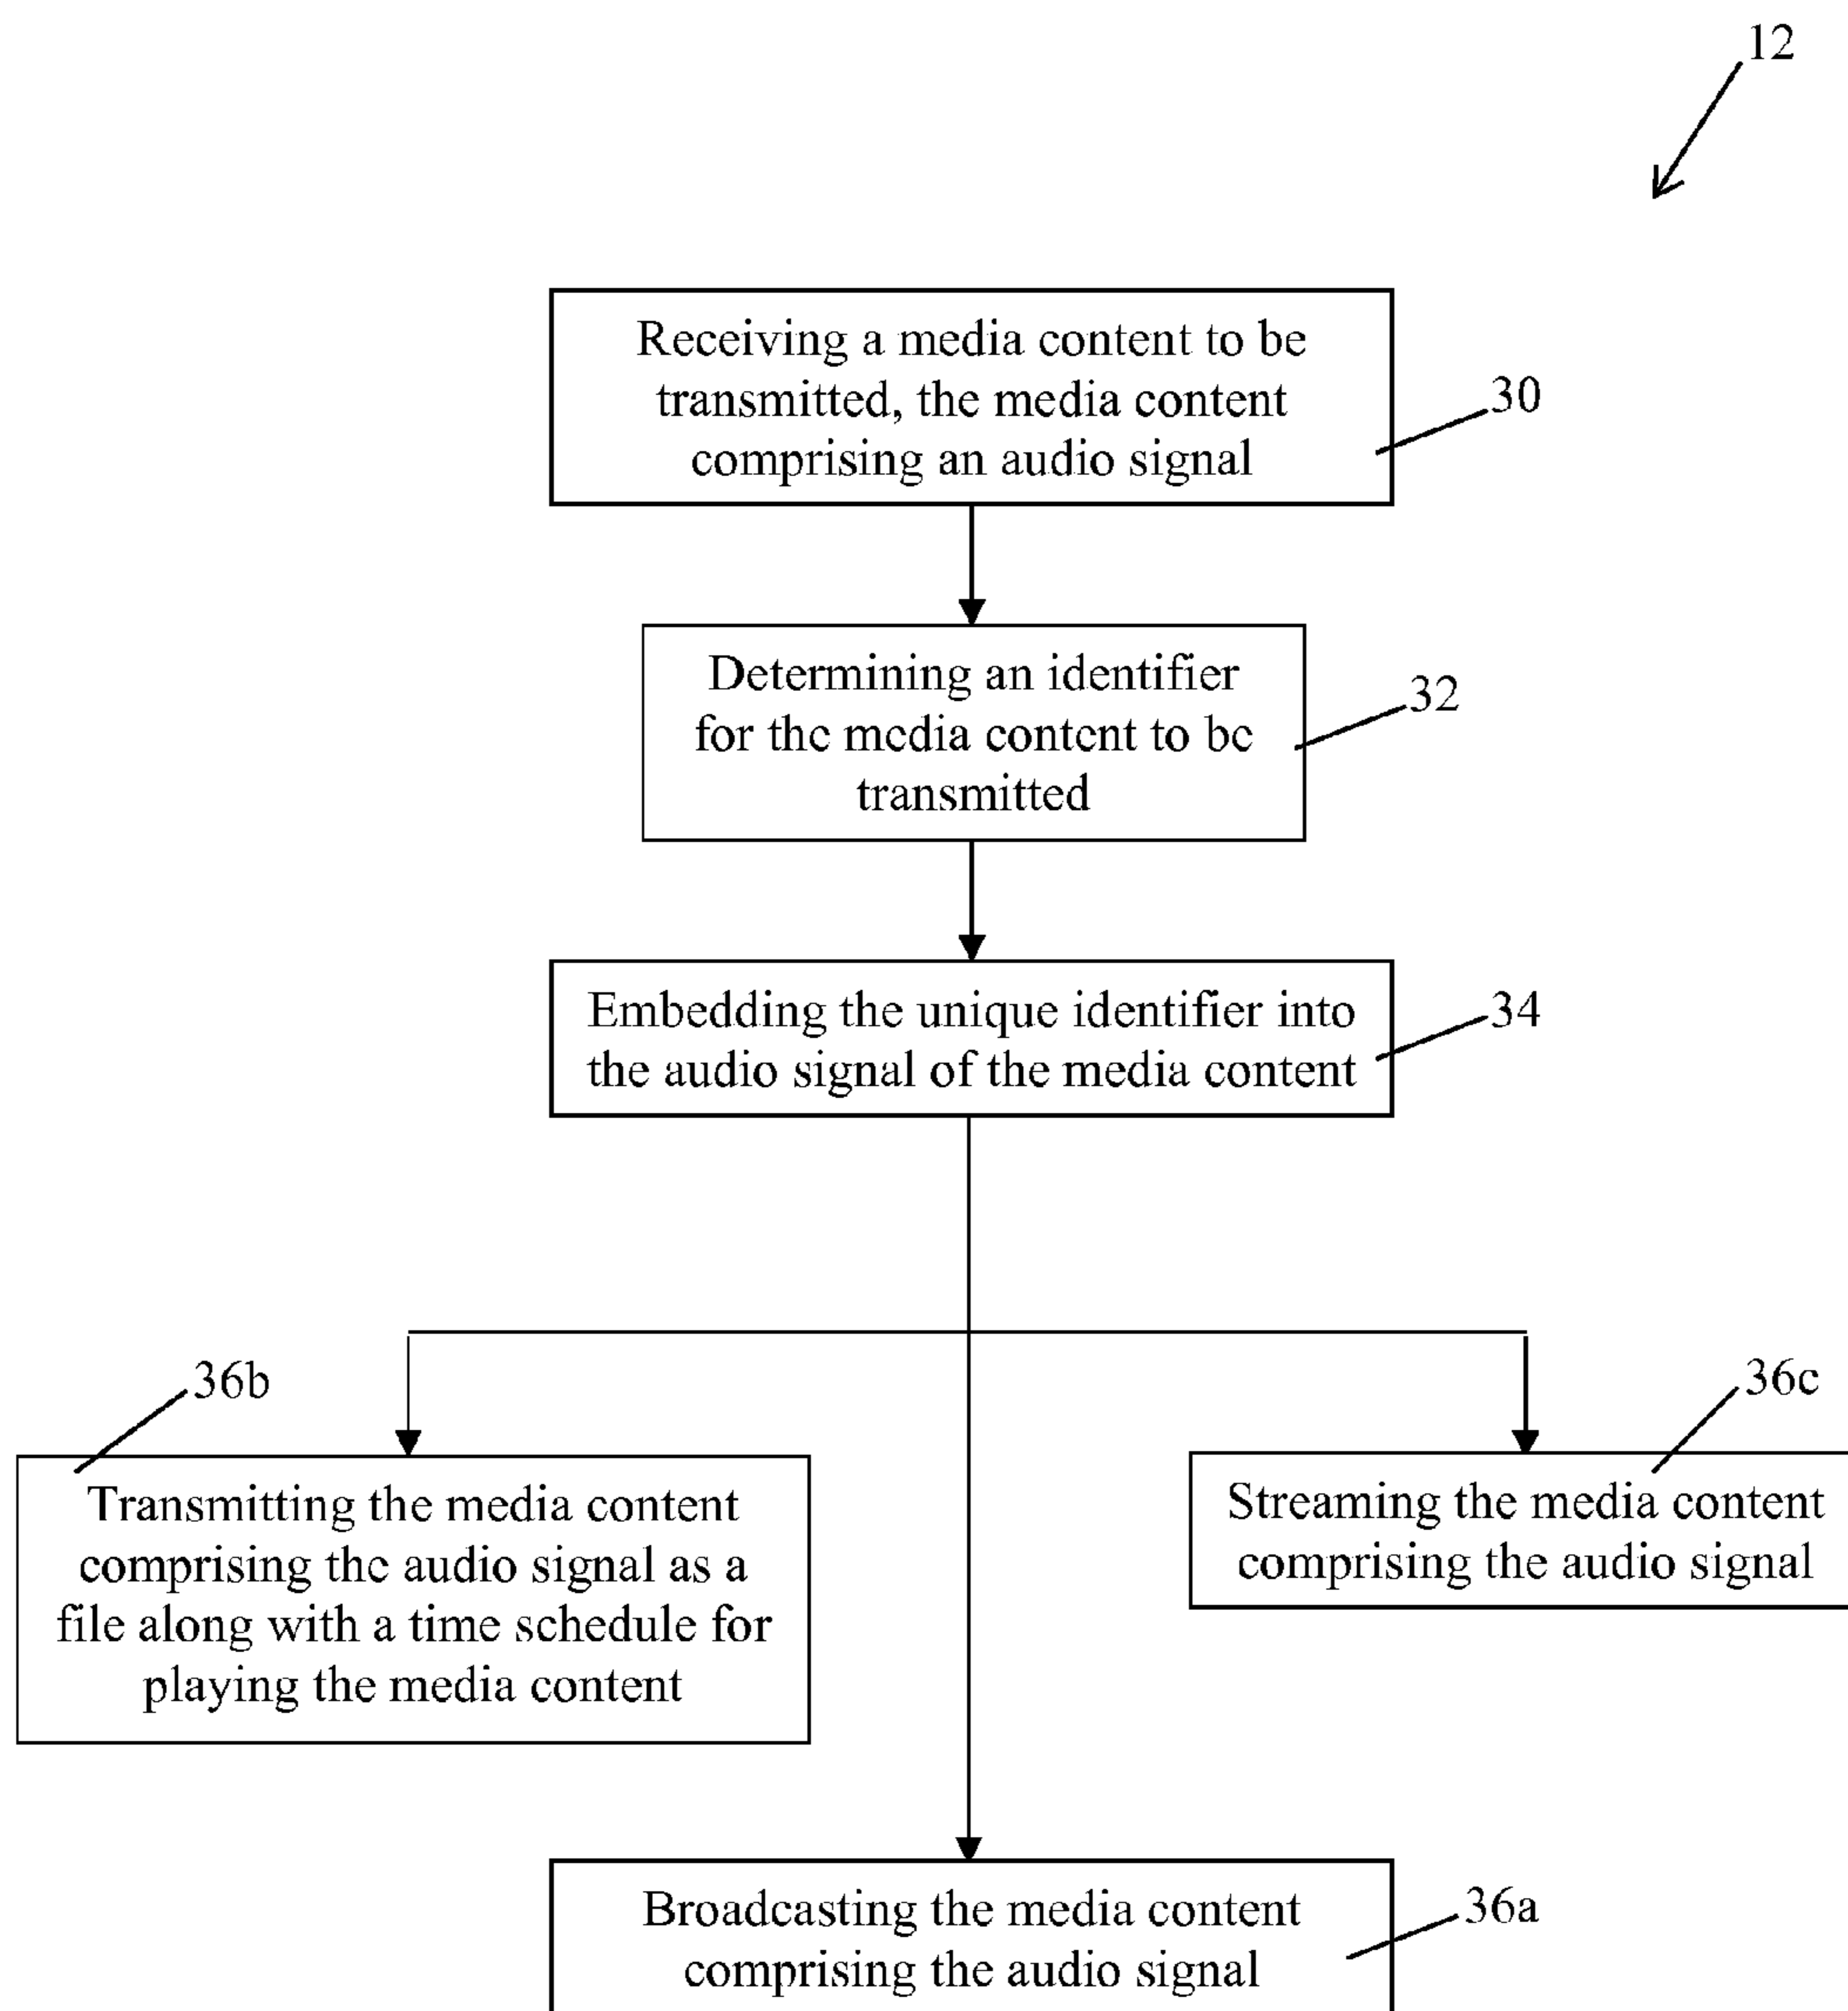 12
Receiving a media content to be
transmitted, the media content
comprising an audio signal
30
Determining an identifier
for the media content to be
transmitted
32
Embedding the unique identifier into
the audio signal of the media content
34
36b
36c
Transmitting the media content
comprising the audio signal as a
file along with a time schedule for
playing the media content
Streaming the media content
comprising the audio signal
Broadcasting the media content
comprising the audio signal
36a